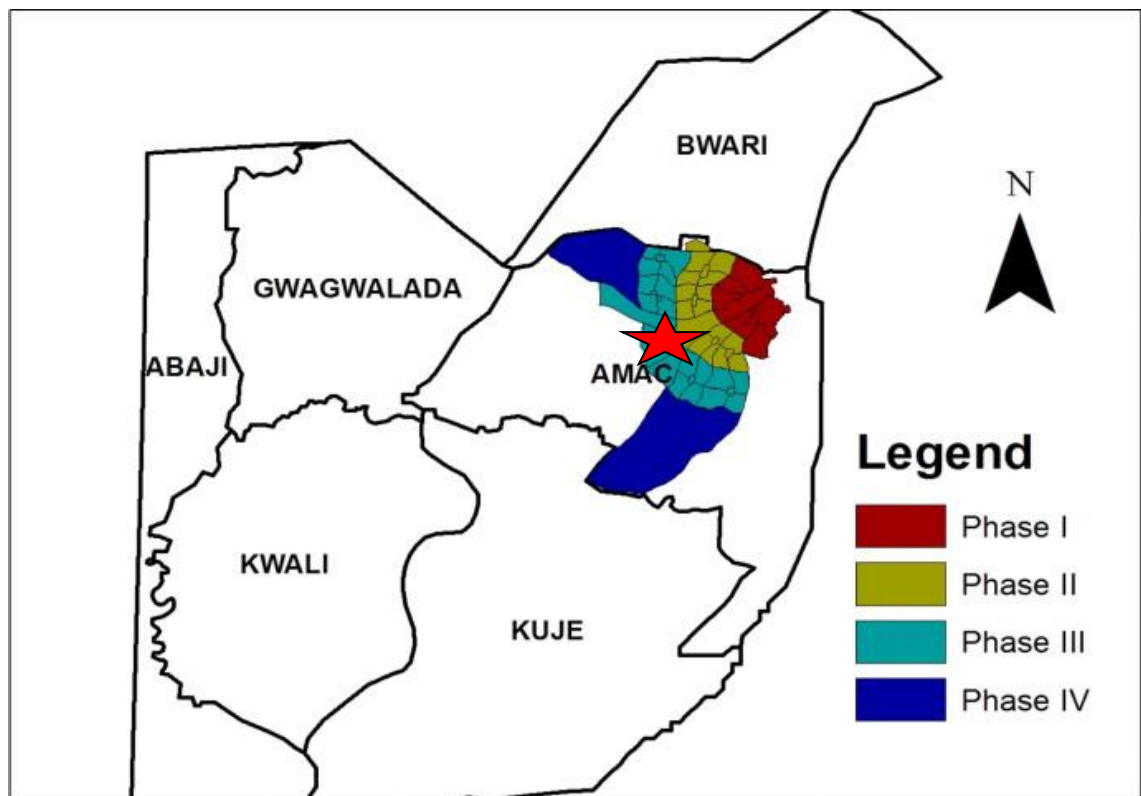 BWARI
N
GWAGWALADA
ABAJI
AMAC
Legend
Phase I
Phase II
KWALI
KUJE
Phase III
Phase IV